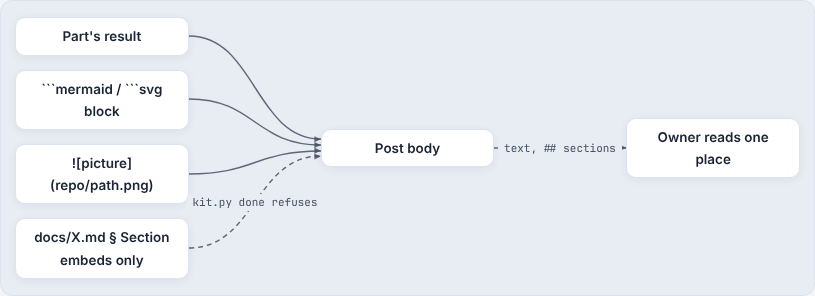 Part's result
```mermaid / ```svg
block
![picture]
(repo/path.png)
kit.py done refuses
docs/X.md § Section
embeds only
Post body
text, ## sections
Owner reads one
place